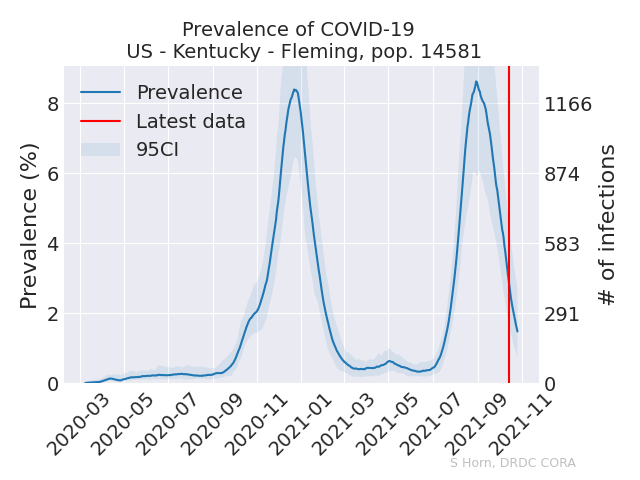 Prevalence of COVID-19
US - Kentucky - Fleming, pop. 14581
Prevalence
Latest data
95CI
Prevalence (%)
8
6
4
2
0
1166
874
583
291
0
# of infections
2020-03
2020-05
2020-07
2020-09
2020-11
2021-01
2021-03
2021-05
2021-07
2021-09
2021-11
S Horn, DRDC CORA